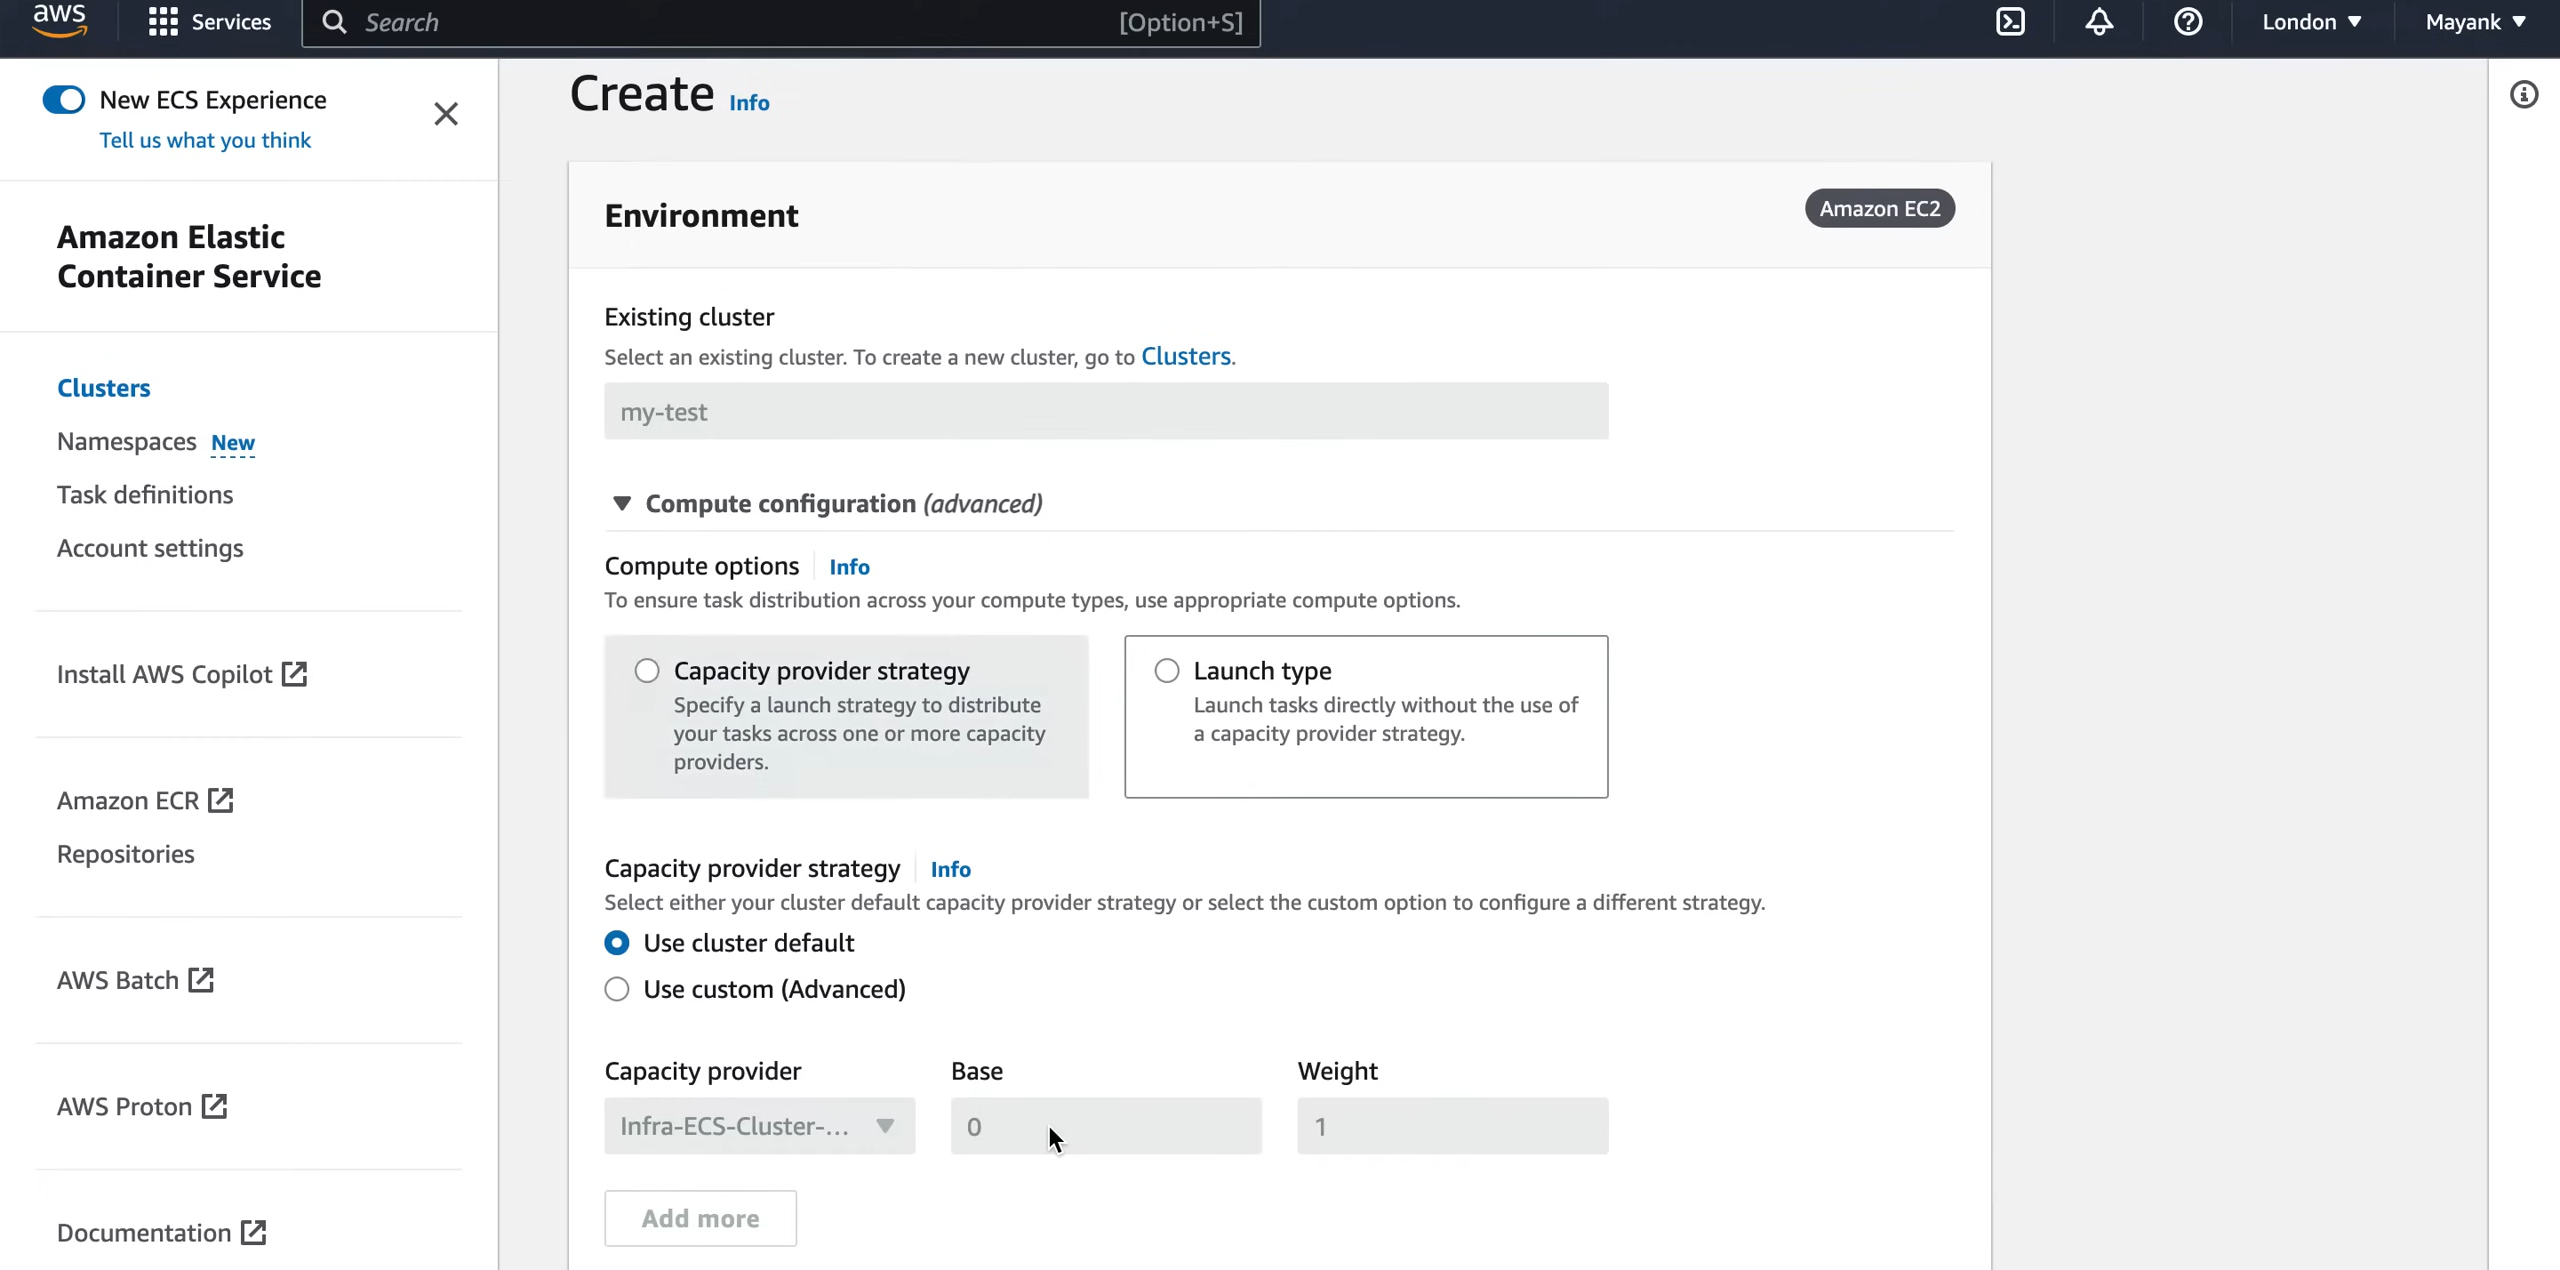 aws
Services
Search
[Option+S]
London
Mayank
New ECS Experience
Tell us what you think
Amazon Elastic
Container Service
Clusters
Namespaces New
Task definitions
Account settings
Install AWS Copilot
Amazon ECR
Repositories
AWS Batch
AWS Proton
Documentation
Create Info
Environment
Amazon EC2
Existing cluster
Select an existing cluster. To create a new cluster, go to Clusters.
my-test
Compute configuration (advanced)
Compute options Info
To ensure task distribution across your compute types, use appropriate compute options.
Capacity provider strategy
Specify a launch strategy to distribute
your tasks across one or more capacity
providers.
Launch type
Launch tasks directly without the use of
a capacity provider strategy.
Capacity provider strategy Info
Select either your cluster default capacity provider strategy or select the custom option to configure a different strategy.
Use cluster default
Use custom (Advanced)
Capacity provider
Base
Weight
Infra-ECS-Cluster-...
0
1
Add more